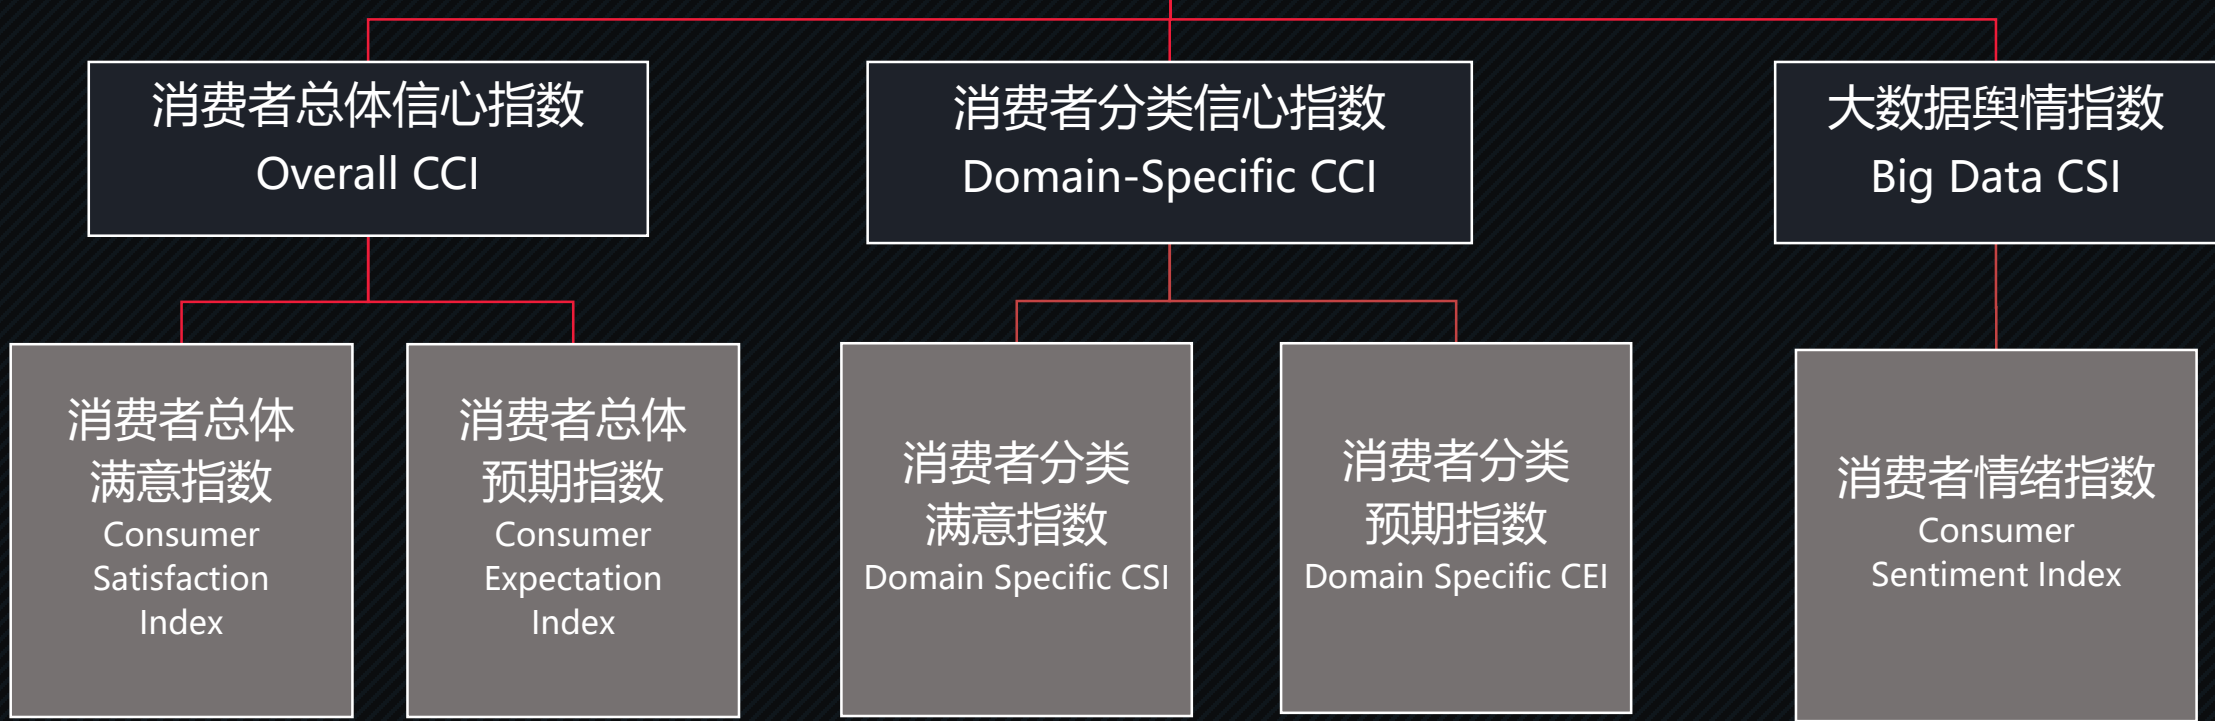 消费者总体信心指数
Overall CCI
消费者分类信心指数
Domain-Specific CCI
大数据舆情指数
Big Data CSI
消费者总体
满意指数
Consumer
Satisfaction
Index
消费者总体
预期指数
Consumer
Expectation
Index
消费者分类
满意指数
Domain Specific CSI
消费者分类
预期指数
Domain Specific CEI
消费者情绪指数
Consumer
Sentiment Index